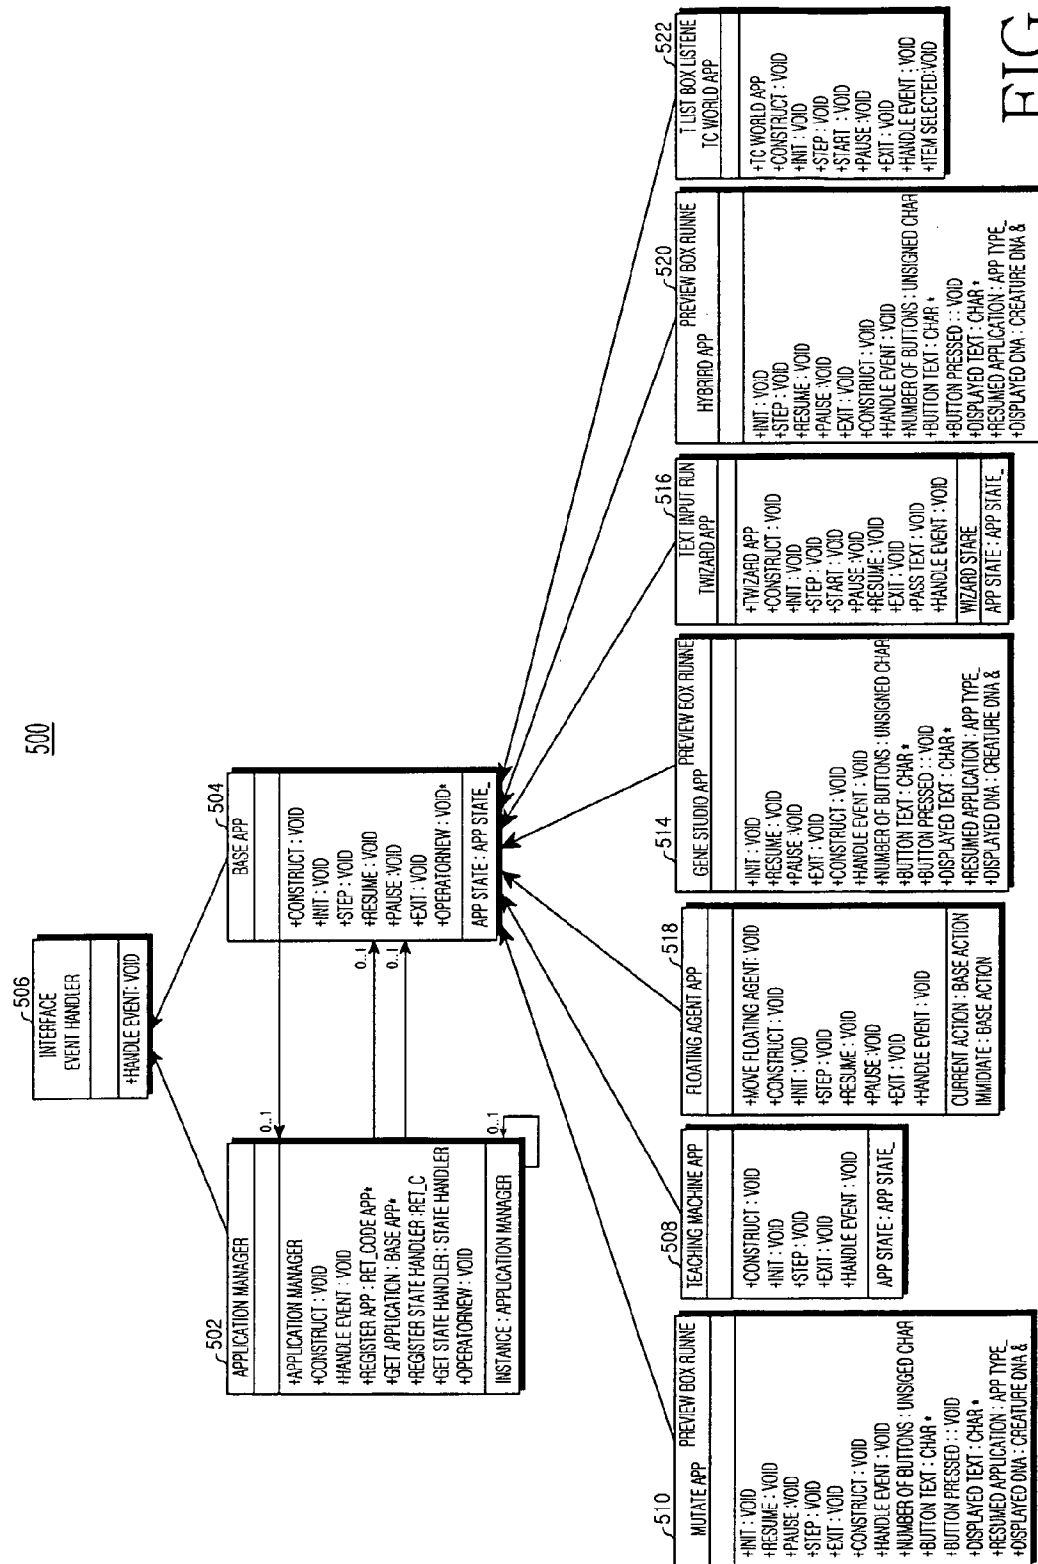 500
506
INTERFACE
EVENT HANDLER
+HANDLE EVENT: VOID
502
APPLICATION MANAGER
+APPLICATION MANAGER
+CONSTRUCT : VOID
+HANDLE EVENT : VOID
+REGISTER APP : RET_CODE APP*
+GET APPLICATION : BASE APP*
+REGISTER STATE HANDLER :RET_C
+GET STATE HANDLER : STATE HANDLER
+OPERATORNEW : VOID
INSTANCE : APPLICATION MANAGER
0..1
0..1
0..1
0..1
504
BASE APP
+CONSTRUCT : VOID
+INIT : VOID
+STEP : VOID
+RESUME : VOID
+PAUSE :VOID
+EXIT : VOID
+OPERATORNEW : VOID*
APP STATE : APP STATE_
510
PREVIEW BOX RUNNE
MUTATE APP
+INIT : VOID
+RESUME : VOID
+PAUSE :VOID
+STEP : VOID
+EXIT : VOID
+CONSTRUCT : VOID
+HANDLE EVENT : VOID
+NUMBER OF BUTTONS : UNSIGED CHAR
+BUTTON TEXT : CHAR *
+BUTTON PRESSED : : VOID
+DISPLAYED TEXT : CHAR *
+RESUMED APPLICATION : APP TYPE_
+DISPLAYED DNA : CREATURE DNA &
508
TEACHING MACHINE APP
+CONSTRUCT : VOID
+INIT : VOID
+STEP : VOID
+EXIT : VOID
+HANDLE EVENT : VOID
APP STATE : APP STATE_
518
FLOATING AGENT APP
+MOVE FLOATING AGENT: VOID
+CONSTRUCT : VOID
+INIT : VOID
+STEP : VOID
+RESUME : VOID
+PAUSE :VOID
+EXIT : VOID
+HANDLE EVENT : VOID
CURRENT ACTION : BASE ACTION
IMMIDIATE : BASE ACTION
514
PREVIEW BOX RUNNE
GENE STUDIO APP
+INIT : VOID
+RESUME : VOID
+PAUSE :VOID
+EXIT : VOID
+CONSTRUCT : VOID
+HANDLE EVENT : VOID
+NUMBER OF BUTTONS : UNSIGNED CHAR
+BUTTON TEXT : CHAR *
+BUTTON PRESSED : : VOID
+DISPLAYED TEXT : CHAR *
+RESUMED APPLICATION : APP TYPE_
+DISPLAYED DNA : CREATURE DNA &
516
TEXT INPUT RUN
TWIZARD APP
+TWIZARD APP
+CONSTRUCT : VOID
+INIT : VOID
+STEP : VOID
+START : VOID
+PAUSE :VOID
+RESUME : VOID
+EXIT : VOID
+PASS TEXT : VOID
+HANDLE EVENT : VOID
WIZARD STARE
APP STATE : APP STATE_
520
PREVIEW BOX RUNNE
HYBRIRD APP
+INIT : VOID
+STEP : VOID
+RESUME : VOID
+PAUSE :VOID
+EXIT : VOID
+CONSTRUCT : VOID
+HANDLE EVENT : VOID
+NUMBER OF BUTTONS : UNSIGNED CHAR
+BUTTON TEXT : CHAR *
+BUTTON PRESSED : : VOID
+DISPLAYED TEXT : CHAR *
+RESUMED APPLICATION : APP TYPE_
+DISPLAYED DNA : CREATURE DNA &
522
T LIST BOX LISTENE
TC WORLD APP
+TC WORLD APP
+CONSTRUCT : VOID
+INIT : VOID
+STEP : VOID
+START : VOID
+PAUSE :VOID
+EXIT : VOID
+HANDLE EVENT : VOID
+ITEM SELECTED:VOID
FIG